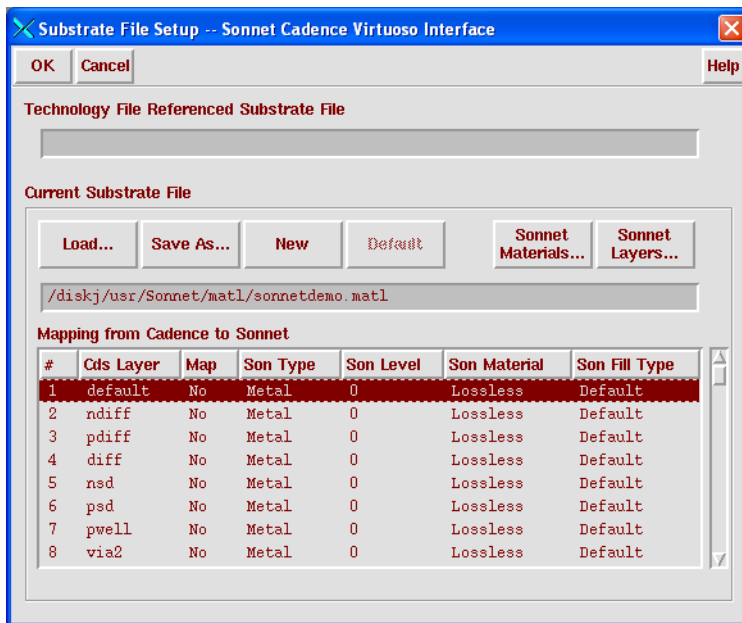 Substrate File Setup -- Sonnet Cadence Virtuoso Interface
OK Cancel Help
Technology File Referenced Substrate File
Current Substrate File
Load... Save As... New Default Sonnet Materials... Sonnet Layers...
/diskj/usr/Sonnet/matl/sonnetdemo.matl
Mapping from Cadence to Sonnet
# Cds Layer Map Son Type Son Level Son Material Son Fill Type
1 default No Metal 0 Lossless Default
2 ndiff No Metal 0 Lossless Default
3 pdiff No Metal 0 Lossless Default
4 diff No Metal 0 Lossless Default
5 nsd No Metal 0 Lossless Default
6 psd No Metal 0 Lossless Default
7 pwell No Metal 0 Lossless Default
8 via2 No Metal 0 Lossless Default